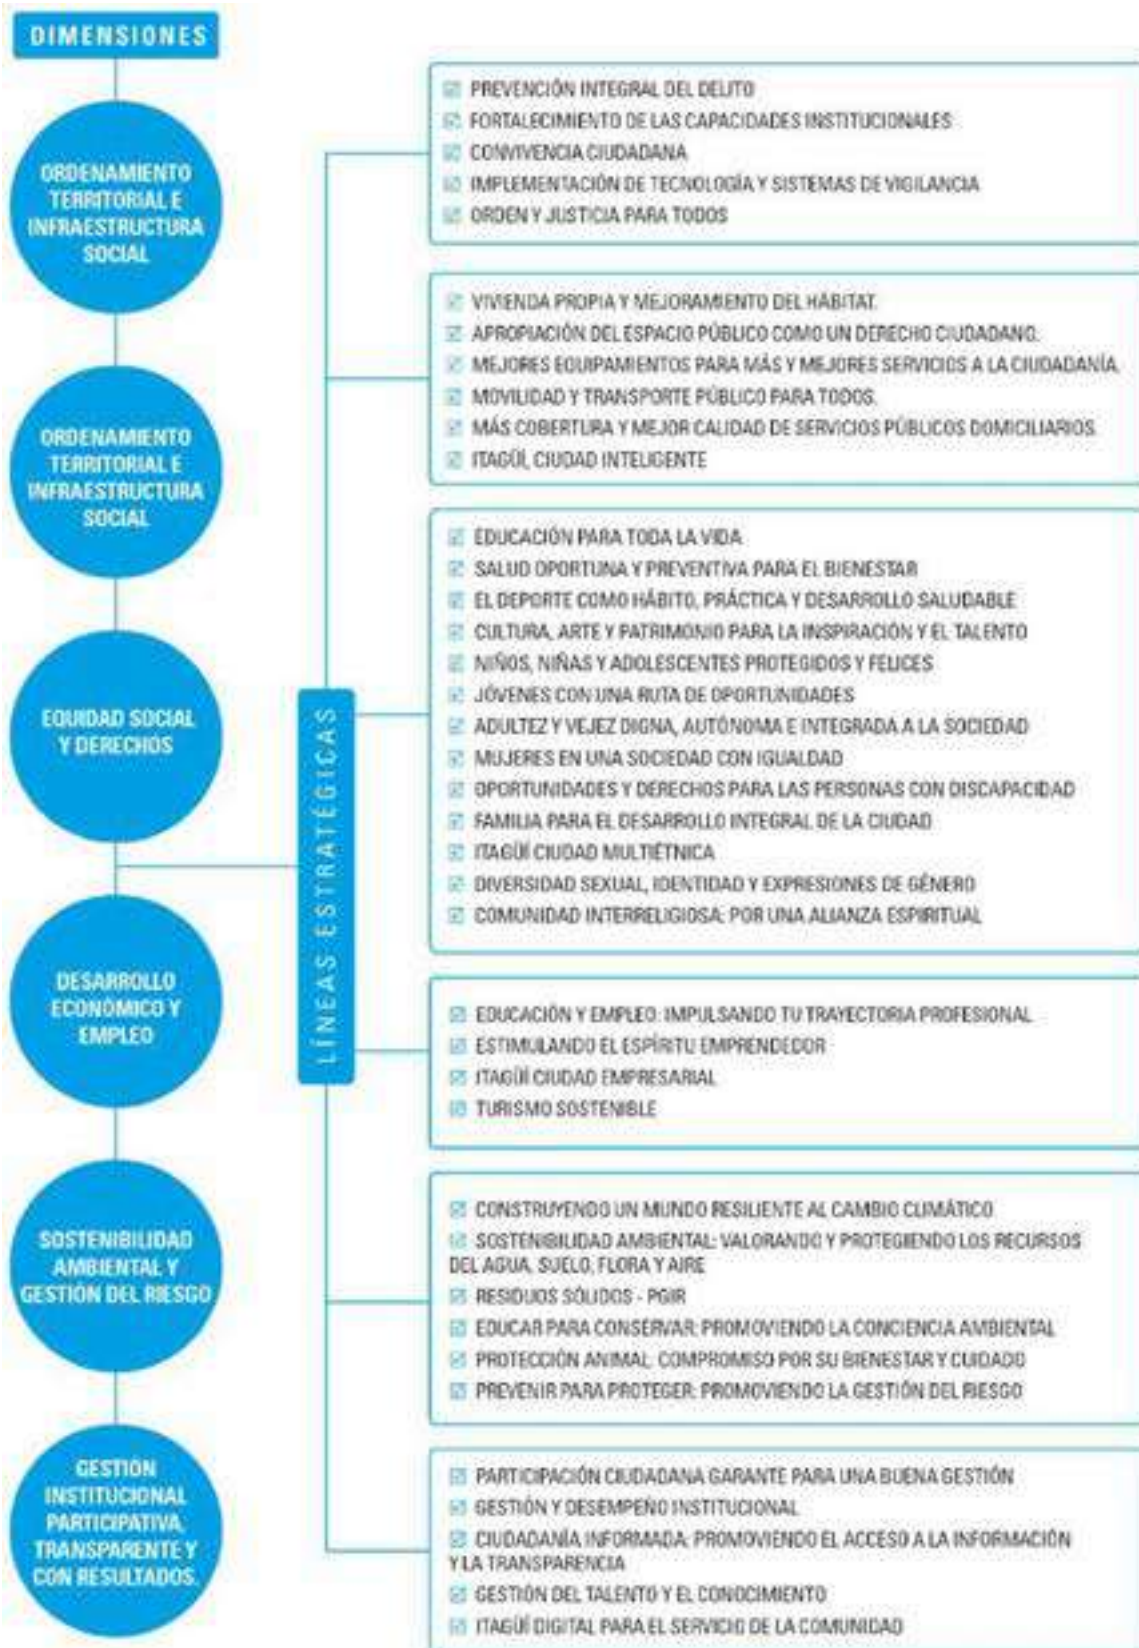 DIMENSIONES
ORDENAMIENTO
TERRITORIAL E
INFRAESTRUCTURA
SOCIAL
ORDENAMIENTO
TERRITORIAL E
INFRAESTRUCTURA
SOCIAL
EQUIDAD SOCIAL
Y DERECHOS
DESARROLLO
ECONÓMICO Y
EMPLEO
SOSTENIBILIDAD
AMBIENTAL Y
GESTIÓN DEL RIESGO
GESTIÓN
INSTITUCIONAL
PARTICIPATIVA,
TRANSPARENTE Y
CON RESULTADOS.
LÍNEAS ESTRATÉGICAS
PREVENCIÓN INTEGRAL DEL DELITO
FORTALECIMIENTO DE LAS CAPACIDADES INSTITUCIONALES
CONVIVENCIA CIUDADANA
IMPLEMENTACIÓN DE TECNOLOGÍA Y SISTEMAS DE VIGILANCIA
ORDEN Y JUSTICIA PARA TODOS
VIVIENDA PROPIA Y MEJORAMIENTO DEL HÁBITAT.
APROPIACIÓN DEL ESPACIO PÚBLICO COMO UN DERECHO CIUDADANO.
MEJORES EQUIPAMIENTOS PARA MÁS Y MEJORES SERVICIOS A LA CIUDADANÍA.
MOVILIDAD Y TRANSPORTE PÚBLICO PARA TODOS.
MÁS COBERTURA Y MEJOR CALIDAD DE SERVICIOS PÚBLICOS DOMICILIARIOS.
ITAGÜÍ, CIUDAD INTELIGENTE
EDUCACIÓN PARA TODA LA VIDA
SALUD OPORTUNA Y PREVENTIVA PARA EL BIENESTAR
EL DEPORTE COMO HÁBITO, PRÁCTICA Y DESARROLLO SALUDABLE
CULTURA, ARTE Y PATRIMONIO PARA LA INSPIRACIÓN Y EL TALENTO
NIÑOS, NIÑAS Y ADOLESCENTES PROTEGIDOS Y FELICES
JÓVENES CON UNA RUTA DE OPORTUNIDADES
ADULTEZ Y VEJEZ DIGNA, AUTÓNOMA E INTEGRADA A LA SOCIEDAD
MUJERES EN UNA SOCIEDAD CON IGUALDAD
OPORTUNIDADES Y DERECHOS PARA LAS PERSONAS CON DISCAPACIDAD
FAMILIA PARA EL DESARROLLO INTEGRAL DE LA CIUDAD
ITAGÜÍ CIUDAD MULTIÉTNICA
DIVERSIDAD SEXUAL, IDENTIDAD Y EXPRESIONES DE GÉNERO
COMUNIDAD INTERRELIGIOSA: POR UNA ALIANZA ESPIRITUAL
EDUCACIÓN Y EMPLEO: IMPULSANDO TU TRAYECTORIA PROFESIONAL
ESTIMULANDO EL ESPÍRITU EMPRENDEDOR
ITAGÜÍ CIUDAD EMPRESARIAL
TURISMO SOSTENIBLE
CONSTRUYENDO UN MUNDO RESILIENTE AL CAMBIO CLIMÁTICO
SOSTENIBILIDAD AMBIENTAL: VALORANDO Y PROTEGIENDO LOS RECURSOS
DEL AGUA, SUELO, FLORA Y AIRE
RESIDUOS SÓLIDOS - PGIR
EDUCAR PARA CONSERVAR: PROMOVIENDO LA CONCIENCIA AMBIENTAL
PROTECCIÓN ANIMAL: COMPROMISO POR SU BIENESTAR Y CUIDADO
PREVENIR PARA PROTEGER: PROMOVIENDO LA GESTIÓN DEL RIESGO
PARTICIPACIÓN CIUDADANA GARANTE PARA UNA BUENA GESTIÓN
GESTIÓN Y DESEMPEÑO INSTITUCIONAL
CIUDADANÍA INFORMADA: PROMOVIENDO EL ACCESO A LA INFORMACIÓN
Y LA TRANSPARENCIA
GESTIÓN DEL TALENTO Y EL CONOCIMIENTO
ITAGÜÍ DIGITAL PARA EL SERVICIO DE LA COMUNIDAD